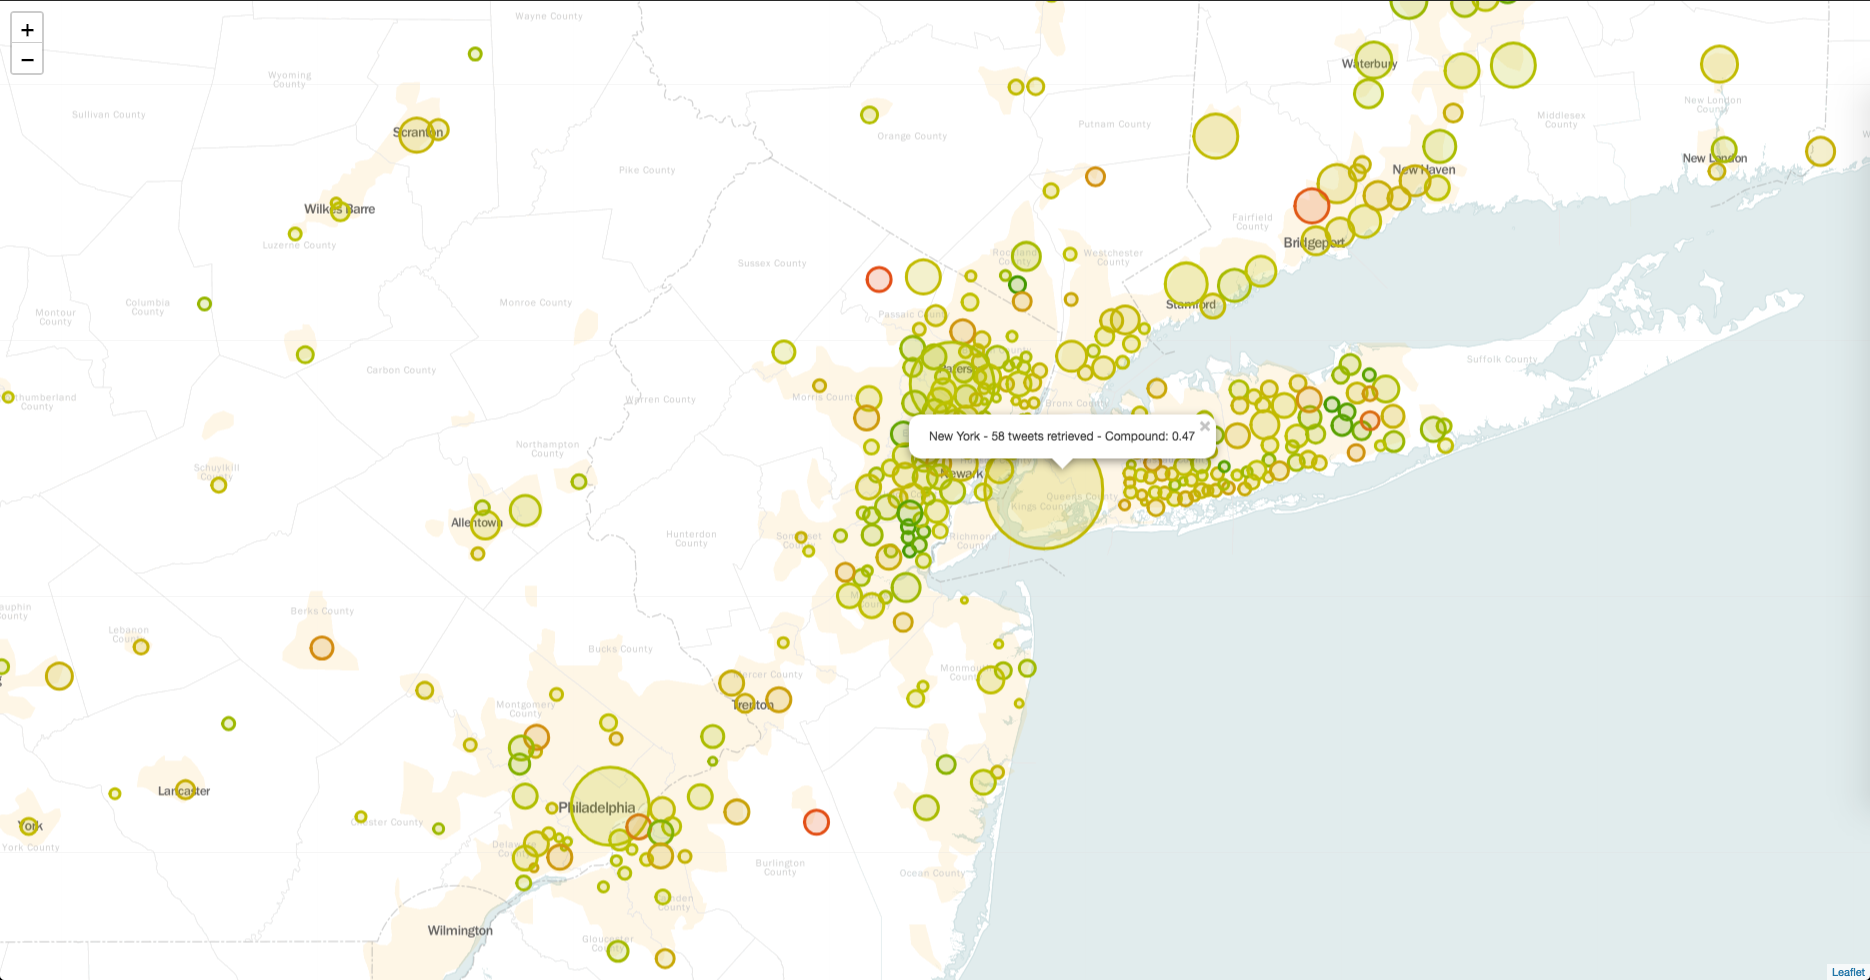 +
−
Wayne County
Wyoming
County
Sullivan County
Scranton
Orange County
Putnam County
Waterbury
New London
County
Middlesex
County
New London
Pike County
New Haven
Wilkes Barre
Luzerne County
Fairfield
County
Bridgeport
Sussex County
Rockland
County
Westchester
County
Columbia
County
Montour
County
Monroe County
Stamford
Passaic County
Suffolk County
Carbon County
Warren County
Morris County
Bronx County
County
New York - 58 tweets retrieved - Compound: 0.47
×
Northampton
County
Schuylkill
County
Newark
Queens County
Kings County
Allentown
Hunterdon
County
Somerset
County
Richmond
County
Berks County
County
Lebanon
County
Bucks County
Mercer County
Monmouth
County
Montgomery
County
Trenton
Lancaster
Philadelphia
Chester County
York
York County
Delaware
County
Burlington
County
Ocean County
Camden
County
Wilmington
Gloucester
County
Leaflet